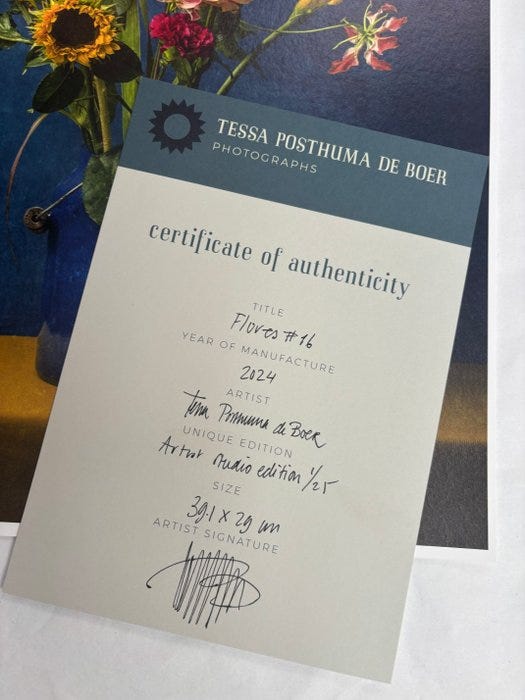 TESSA POSTHUMA DE BOER
PHOTOGRAPHS
certificate of authenticity
TITLE
Flores #16
YEAR OF MANUFACTURE
2024
ARTIST
Tessa Posthuma de Boer
UNIQUE EDITION
Artist studio edition 1/25
SIZE
39.1 X 29 cm
ARTIST SIGNATURE